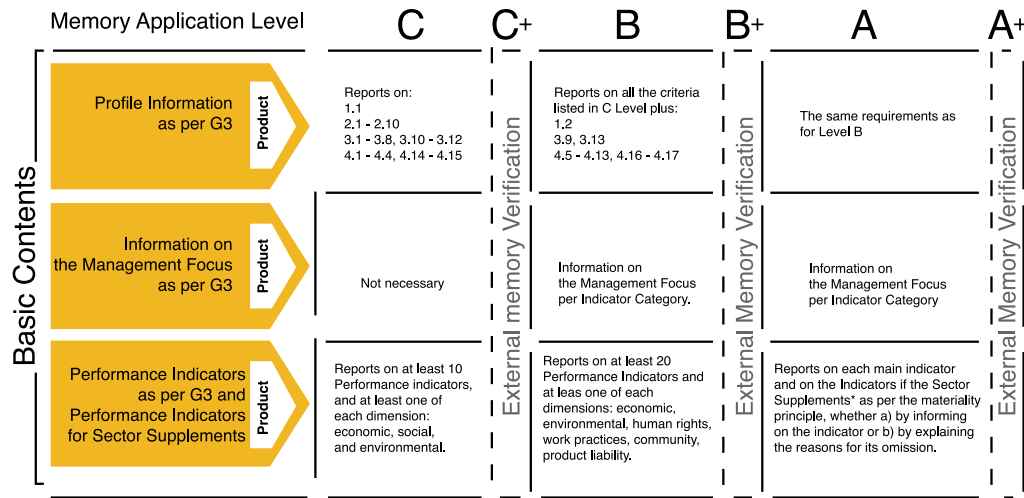 Memory Application Level
C
C+
B
B+
A
A+
Basic Contents
Profile Information
as per G3
Product
Reports on:
1.1
2.1 - 2.10
3.1 - 3.8, 3.10 - 3.12
4.1 - 4.4, 4.14 - 4.15
Reports on all the criteria
listed in C Level plus:
1.2
3.9, 3.13
4.5 - 4.13, 4.16 - 4.17
The same requirements as
for Level B
Information on
the Management Focus
as per G3
Product
Not necessary
Information on
the Management Focus
per Indicator Category.
Information on
the Management Focus
per Indicator Category
Performance Indicators
as per G3 and
Performance Indicators
for Sector Supplements
Product
Reports on at least 10
Performance indicators,
and at least one of
each dimension:
economic, social,
and environmental.
Reports on at least 20
Performance Indicators and
at leas one of each
dimensions: economic,
environmental, human rights,
work practices, community,
product liability.
Reports on each main indicator
and on the Indicators if the Sector
Supplements* as per the materiality
principle, whether a) by informing
on the indicator or b) by explaining
the reasons for its omission.
External memory Verification
External Memory Verification
External Memory Verification